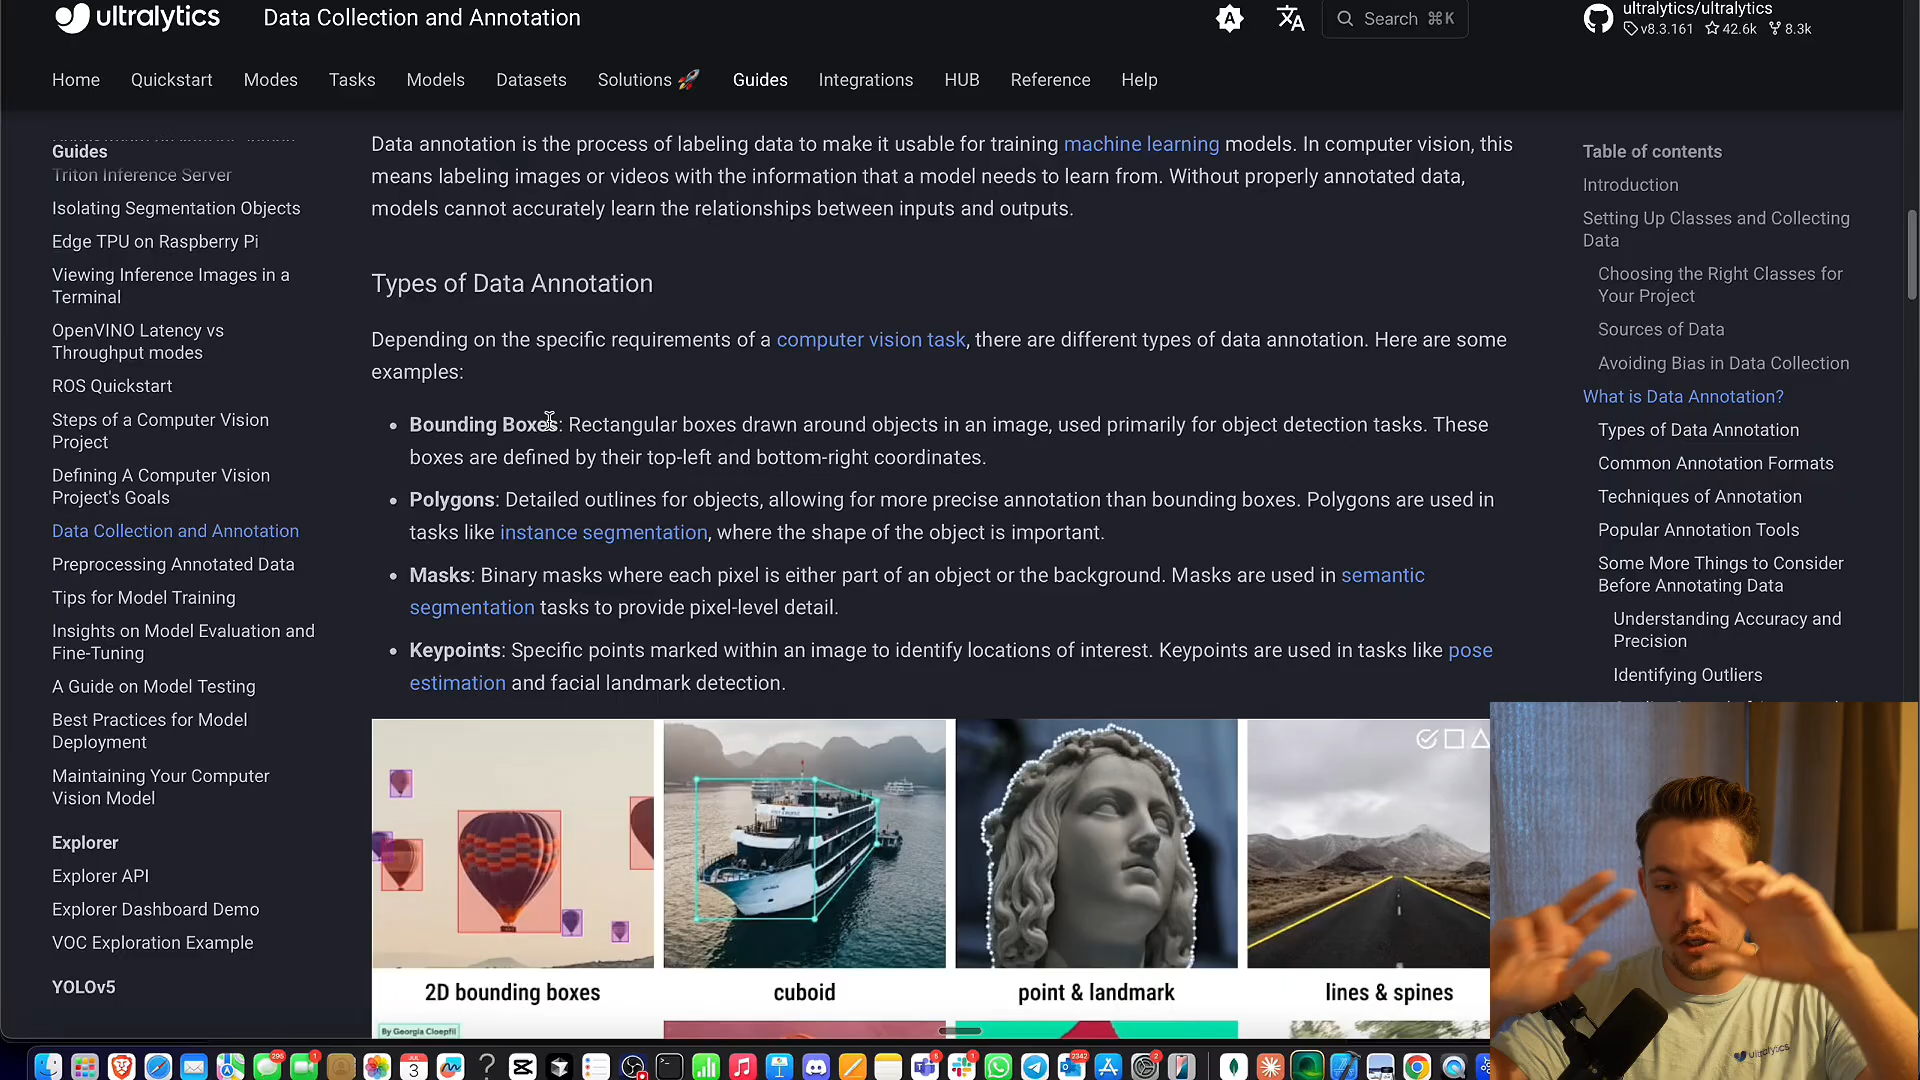 ultralytics
Data Collection and Annotation
Search ⌘K
ultralytics/ultralytics
v8.3.161 42.6k 8.3k
Home Quickstart Modes Tasks Models Datasets Solutions 🚀 Guides Integrations HUB Reference Help
Guides
Triton Inference Server
Isolating Segmentation Objects
Edge TPU on Raspberry Pi
Viewing Inference Images in a
Terminal
OpenVINO Latency vs
Throughput modes
ROS Quickstart
Steps of a Computer Vision
Project
Defining A Computer Vision
Project's Goals
Data Collection and Annotation
Preprocessing Annotated Data
Tips for Model Training
Insights on Model Evaluation and
Fine-Tuning
A Guide on Model Testing
Best Practices for Model
Deployment
Maintaining Your Computer
Vision Model
Explorer
Explorer API
Explorer Dashboard Demo
VOC Exploration Example
YOLOv5
Data annotation is the process of labeling data to make it usable for training machine learning models. In computer vision, this
means labeling images or videos with the information that a model needs to learn from. Without properly annotated data,
models cannot accurately learn the relationships between inputs and outputs.
Types of Data Annotation
Depending on the specific requirements of a computer vision task, there are different types of data annotation. Here are some
examples:
Bounding Boxes: Rectangular boxes drawn around objects in an image, used primarily for object detection tasks. These
boxes are defined by their top-left and bottom-right coordinates.
Polygons: Detailed outlines for objects, allowing for more precise annotation than bounding boxes. Polygons are used in
tasks like instance segmentation, where the shape of the object is important.
Masks: Binary masks where each pixel is either part of an object or the background. Masks are used in semantic
segmentation tasks to provide pixel-level detail.
Keypoints: Specific points marked within an image to identify locations of interest. Keypoints are used in tasks like pose
estimation and facial landmark detection.
2D bounding boxes
cuboid
point & landmark
lines & spines
By Georgia Cloepfil
Table of contents
Introduction
Setting Up Classes and Collecting
Data
Choosing the Right Classes for
Your Project
Sources of Data
Avoiding Bias in Data Collection
What is Data Annotation?
Types of Data Annotation
Common Annotation Formats
Techniques of Annotation
Popular Annotation Tools
Some More Things to Consider
Before Annotating Data
Understanding Accuracy and
Precision
Identifying Outliers
ultralytics
JUL
3